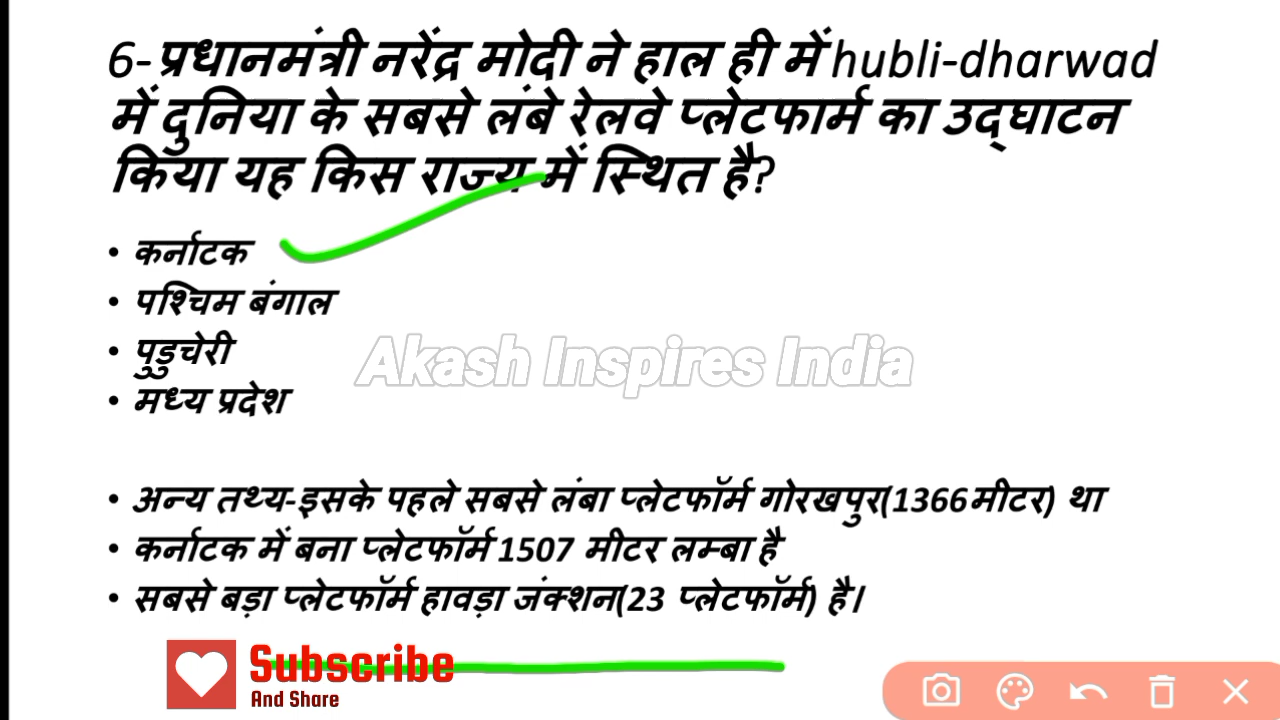 6-प्रधानमंत्री नरेंद्र मोदी ने हाल ही में hubli-dharwad
में दुनिया के सबसे लंबे रेलवे प्लेटफार्म का उद्घाटन
किया यह किस राज्य में स्थित है?
• कर्नाटक
• पश्चिम बंगाल
• पुडुचेरी
Akash Inspires India
• मध्य प्रदेश
• अन्य तथ्य-इसके पहले सबसे लंबा प्लेटफॉर्म गोरखपुर(1366मीटर) था
• कर्नाटक में बना प्लेटफॉर्म 1507 मीटर लम्बा है
• सबसे बड़ा प्लेटफॉर्म हावड़ा जंक्शन(23 प्लेटफॉर्म) है।
Subscribe
And Share